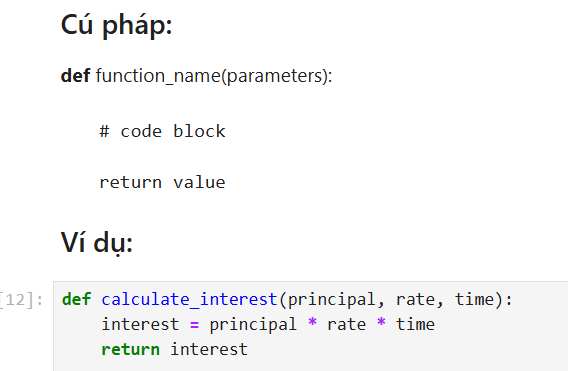 Cú pháp:
def function_name(parameters):
# code block
return value
Ví dụ:
[12]: def calculate_interest(principal, rate, time):
interest = principal * rate * time
return interest